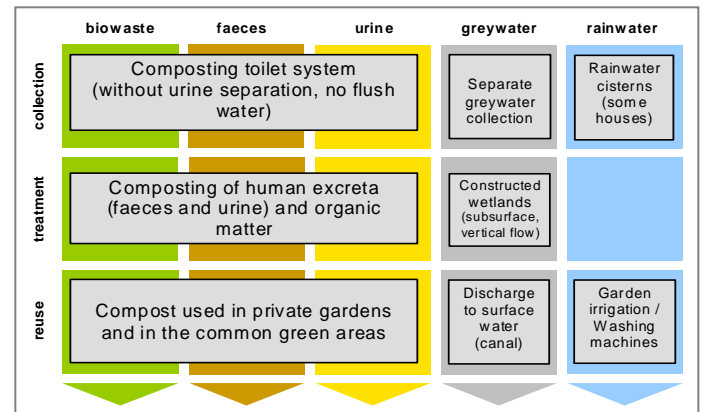 biowaste faeces urine greywater rainwater
collection
Composting toilet system
(without urine separation, no flush
water)
Separate
greywater
collection
Rainwater
cisterns
(some
houses)
treatment
Composting of human excreta
(faeces and urine) and organic
matter
Constructed
wetlands
(subsurface,
vertical flow)
reuse
Compost used in private gardens
and in the common green areas
Discharge
to surface
water
(canal)
Garden
irrigation /
Washing
machines